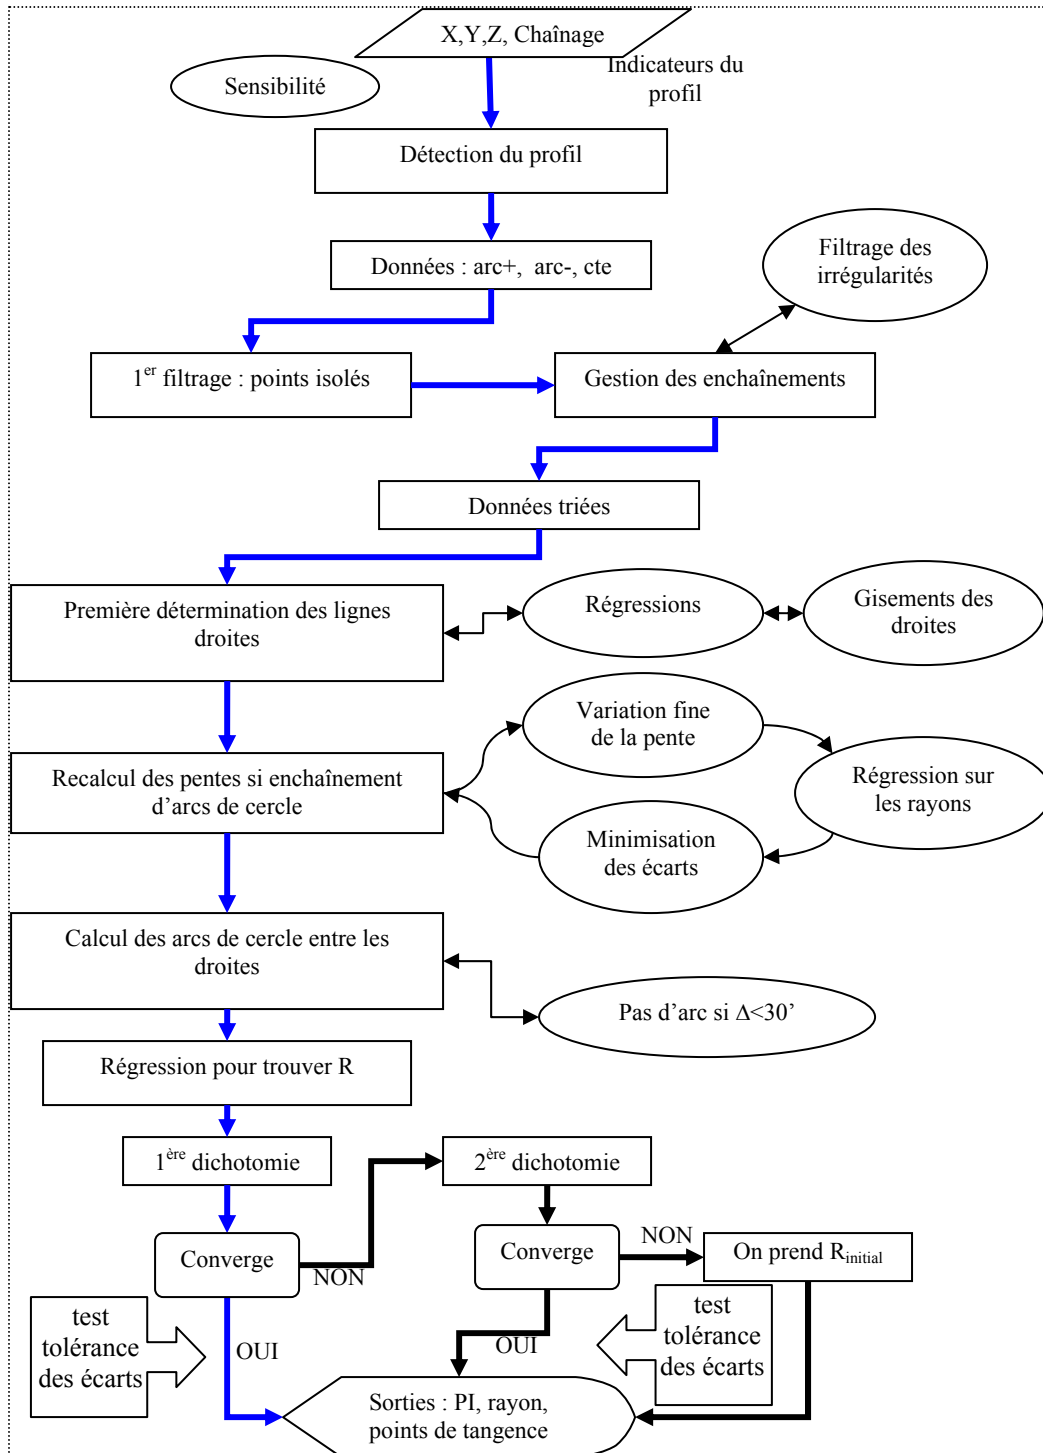 X,Y,Z, Chaînage
Indicateurs du
profil
Sensibilité
Détection du profil
Données : arc+, arc-, cte
Filtrage des
irrégularités
1er filtrage : points isolés
Gestion des enchaînements
Données triées
Première détermination des lignes
droites
Régressions
Gisements des
droites
Variation fine
de la pente
Recalcul des pentes si enchaînement
d’arcs de cercle
Régression sur
les rayons
Minimisation
des écarts
Calcul des arcs de cercle entre les
droites
Pas d’arc si Δ<30’
Régression pour trouver R
1ère dichotomie
2ère dichotomie
Converge
NON
Converge
NON
On prend Rinitial
test
tolérance
des écarts
OUI
OUI
test
tolérance
des écarts
Sorties : PI, rayon,
points de tangence